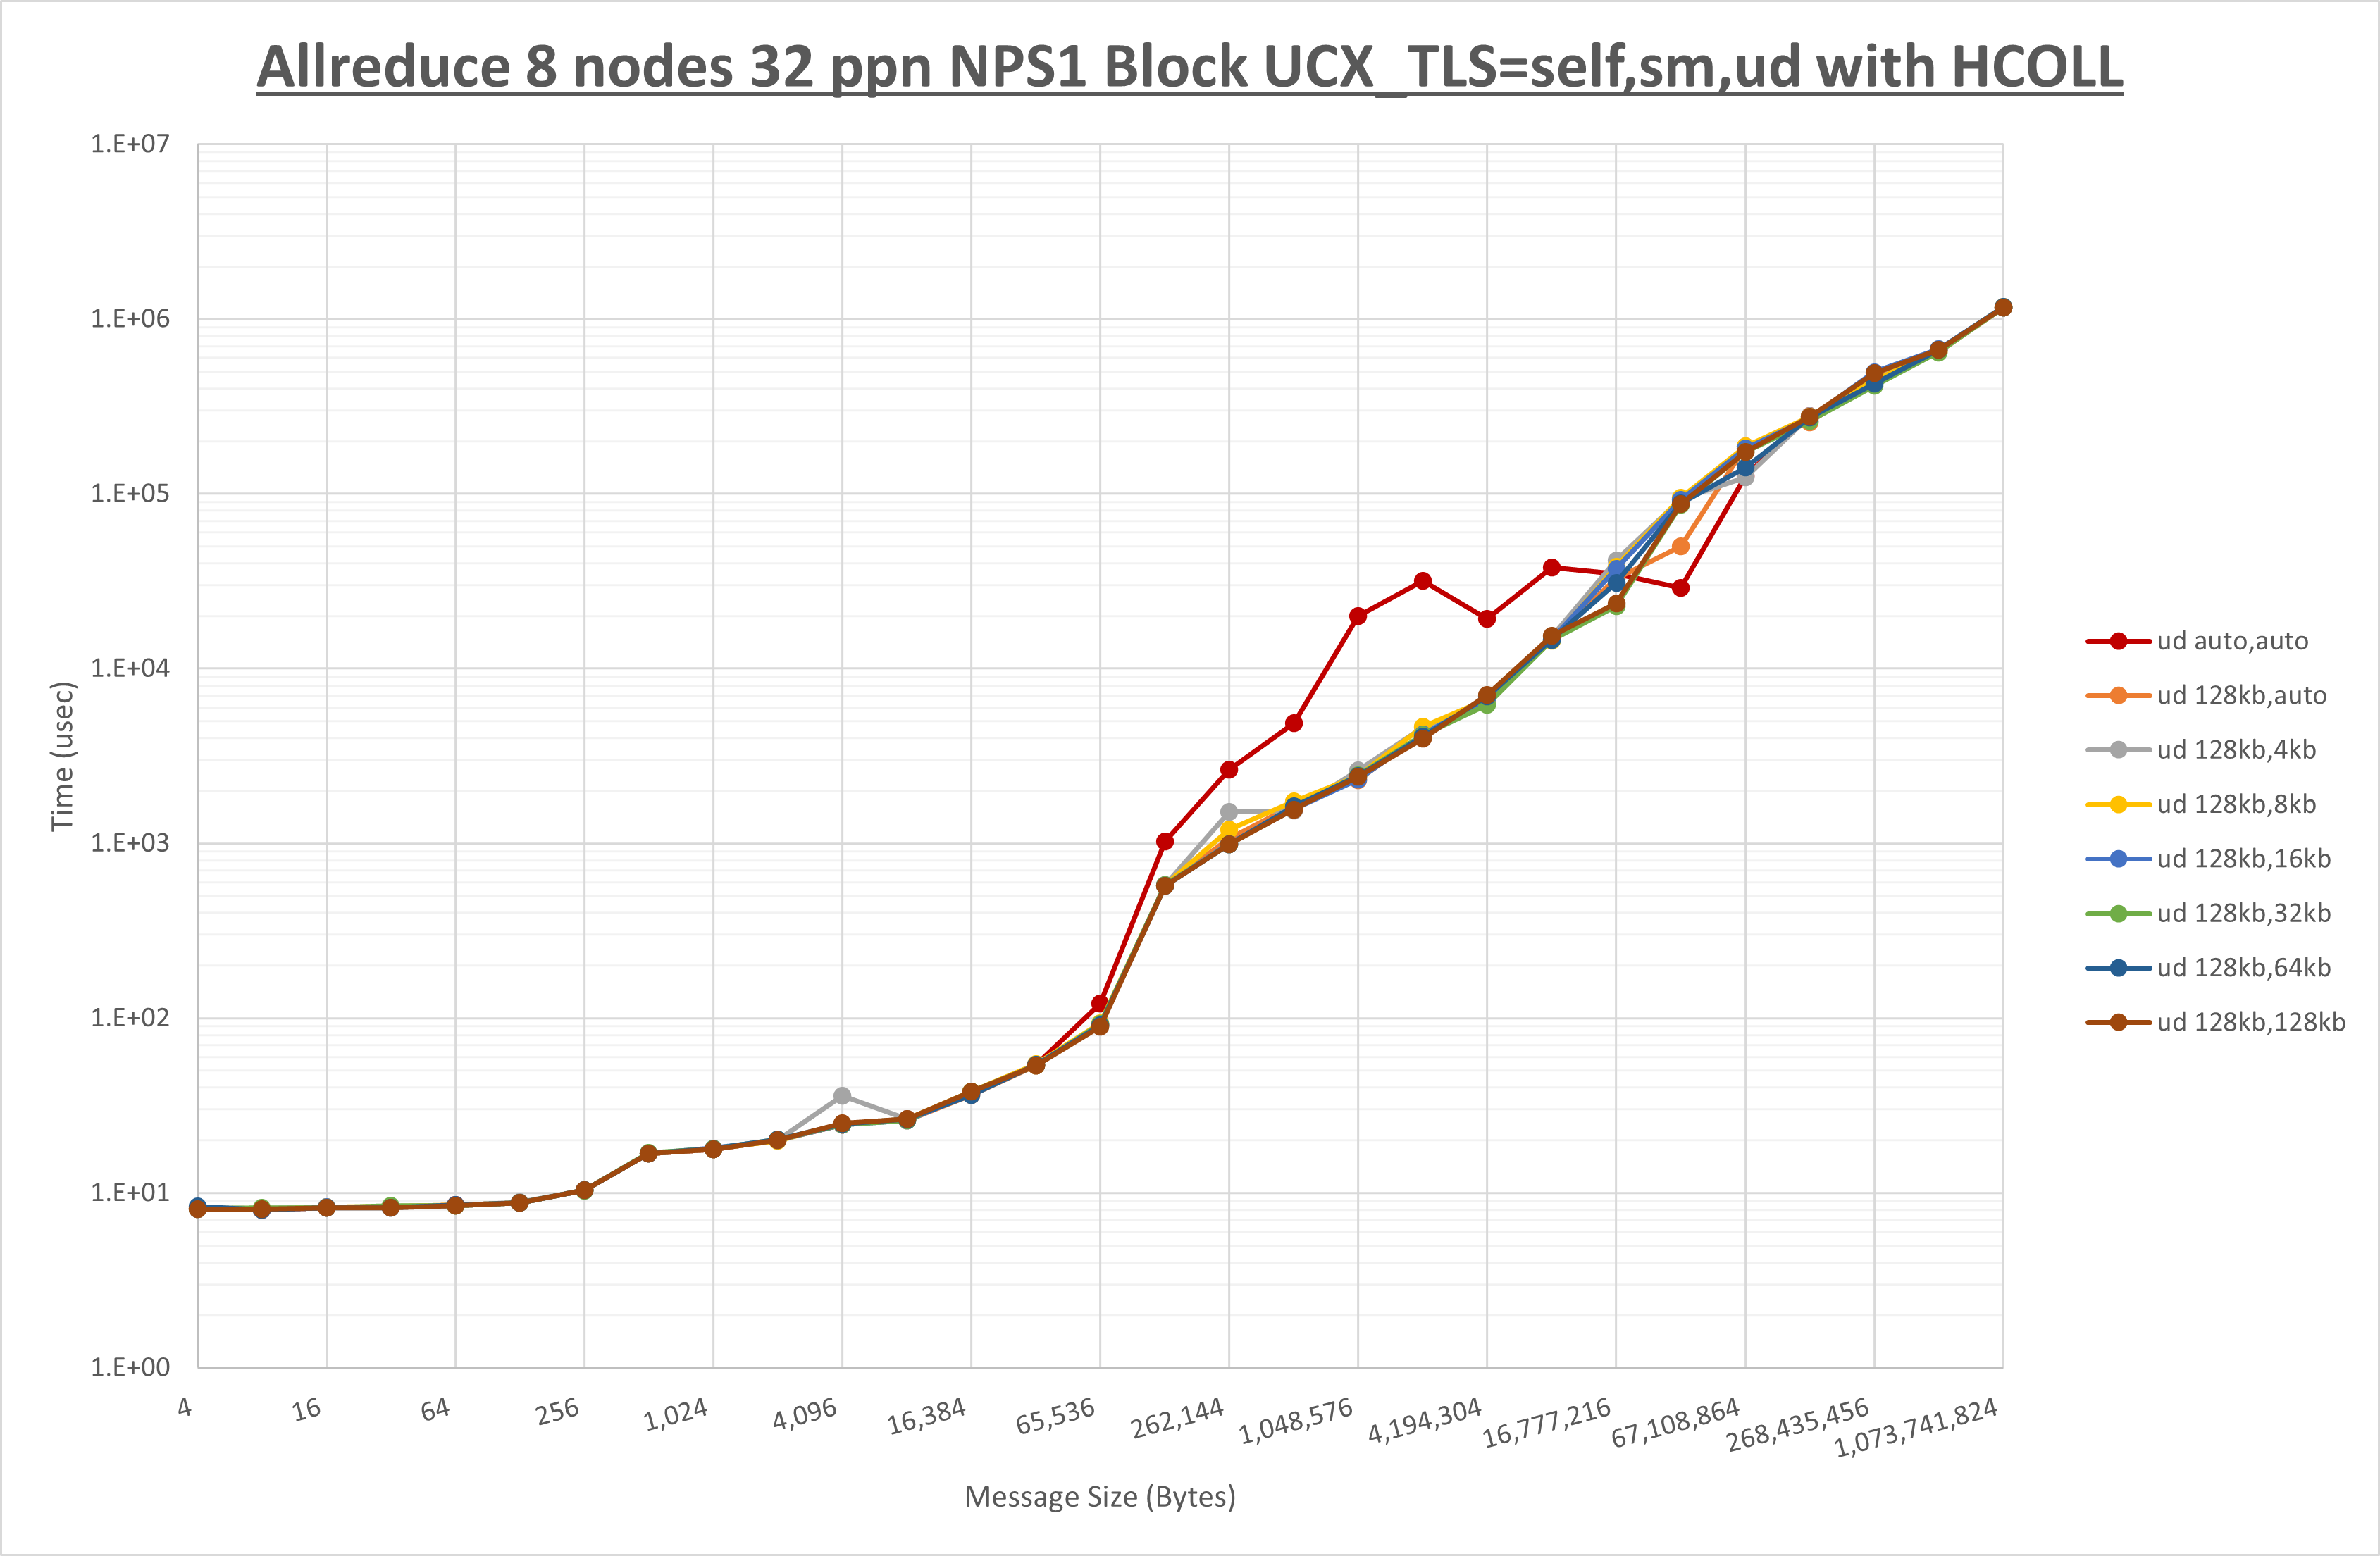 Allreduce 8 nodes 32 ppn NPS1 Block UCX_TLS=self,sm,ud with HCOLL
1.E+07
1.E+06
1.E+05
1.E+04
1.E+03
1.E+02
1.E+01
1.E+00
Time (usec)
4
16
64
256
1,024
4,096
16,384
65,536
262,144
1,048,576
4,194,304
16,777,216
67,108,864
268,435,456
1,073,741,824
Message Size (Bytes)
ud auto,auto
ud 128kb,auto
ud 128kb,4kb
ud 128kb,8kb
ud 128kb,16kb
ud 128kb,32kb
ud 128kb,64kb
ud 128kb,128kb